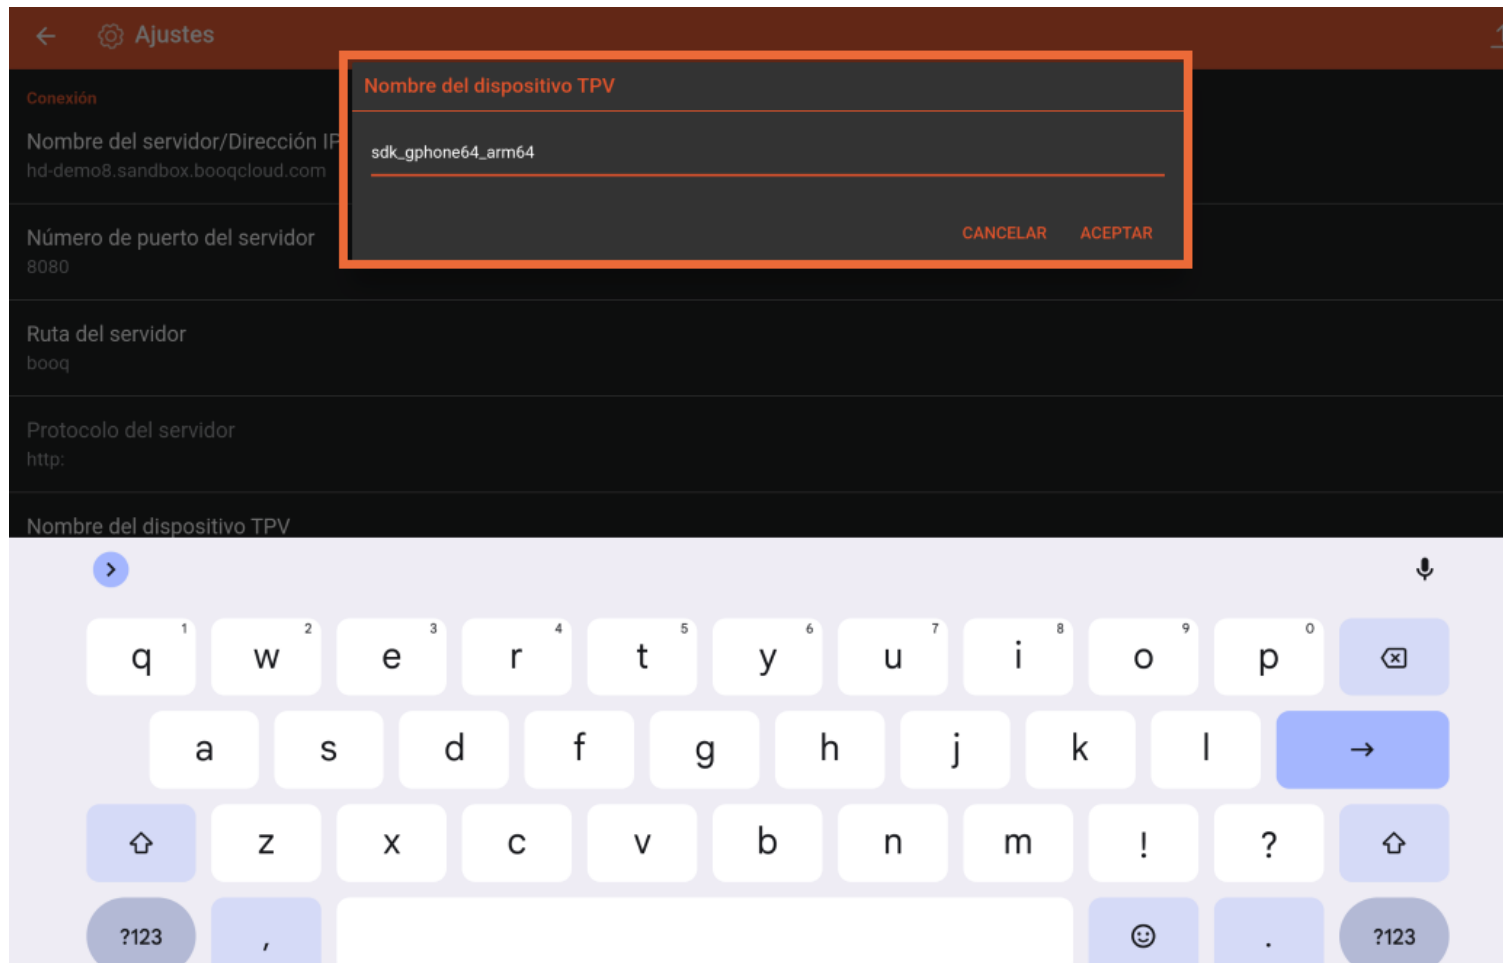 Ajustes
Nombre del dispositivo TPV
sdk_gphone64_arm64
CANCELAR ACEPTAR
Conexión
Nombre del servidor/Dirección IP
hd-demo8.sandbox.booqcloud.com
Número de puerto del servidor
8080
Ruta del servidor
booq
Protocolo del servidor
http:
Nombre del dispositivo TPV
1 2 3 4 5 6 7 8 9 0
q w e r t y u i o p
a s d f g h j k l
z x c v b n m ! ?
?123 , . ?123